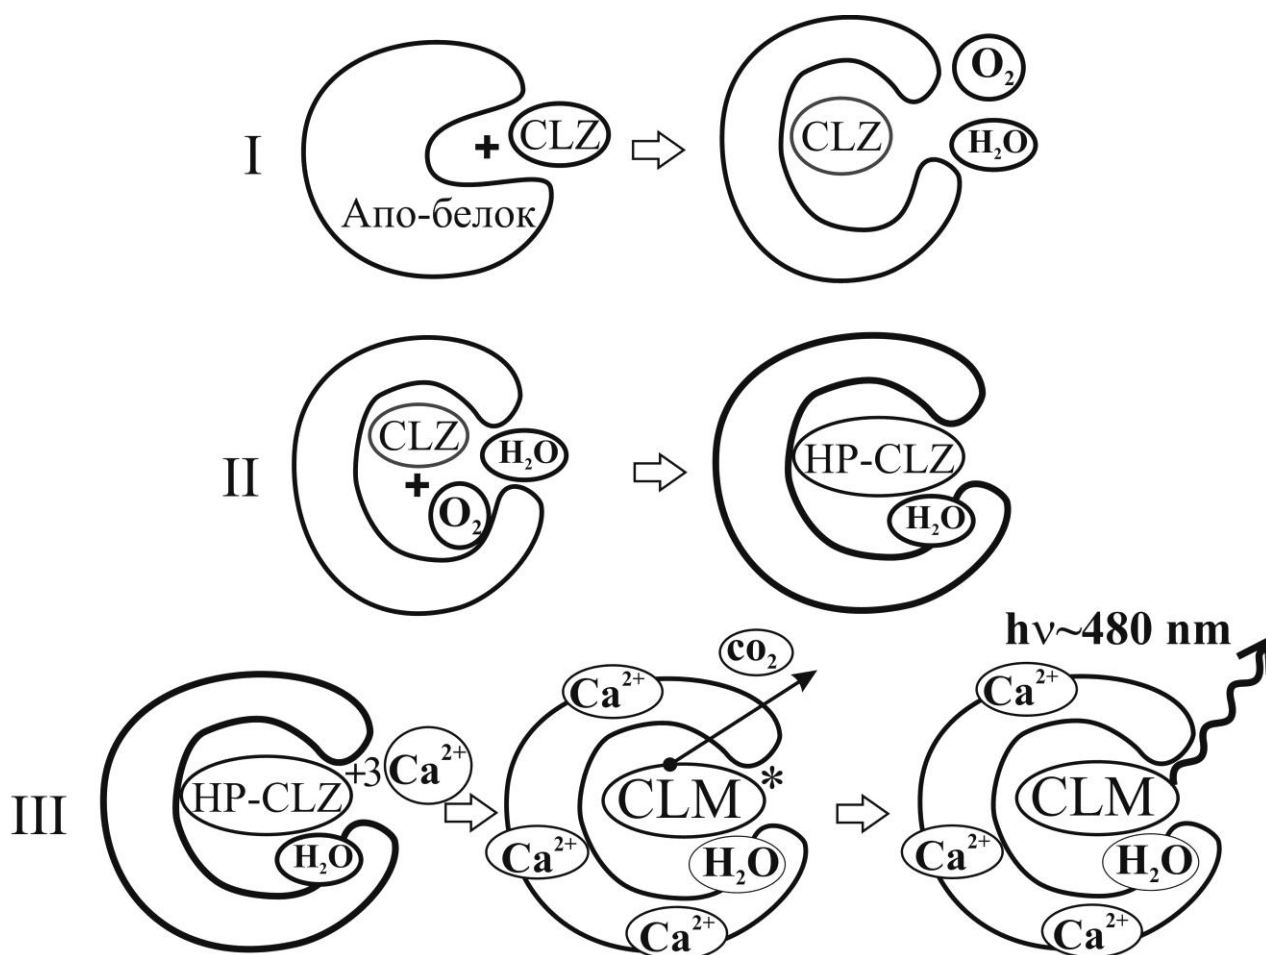 I
+
CLZ
Апо-белок
CLZ
O₂
H₂O
II
CLZ
+
O₂
H₂O
HP-CLZ
H₂O
III
HP-CLZ
+3
Ca²⁺
H₂O
Ca²⁺
co₂
CLM*
Ca²⁺
H₂O
Ca²⁺
hν~480 nm
Ca²⁺
CLM
Ca²⁺
H₂O
Ca²⁺